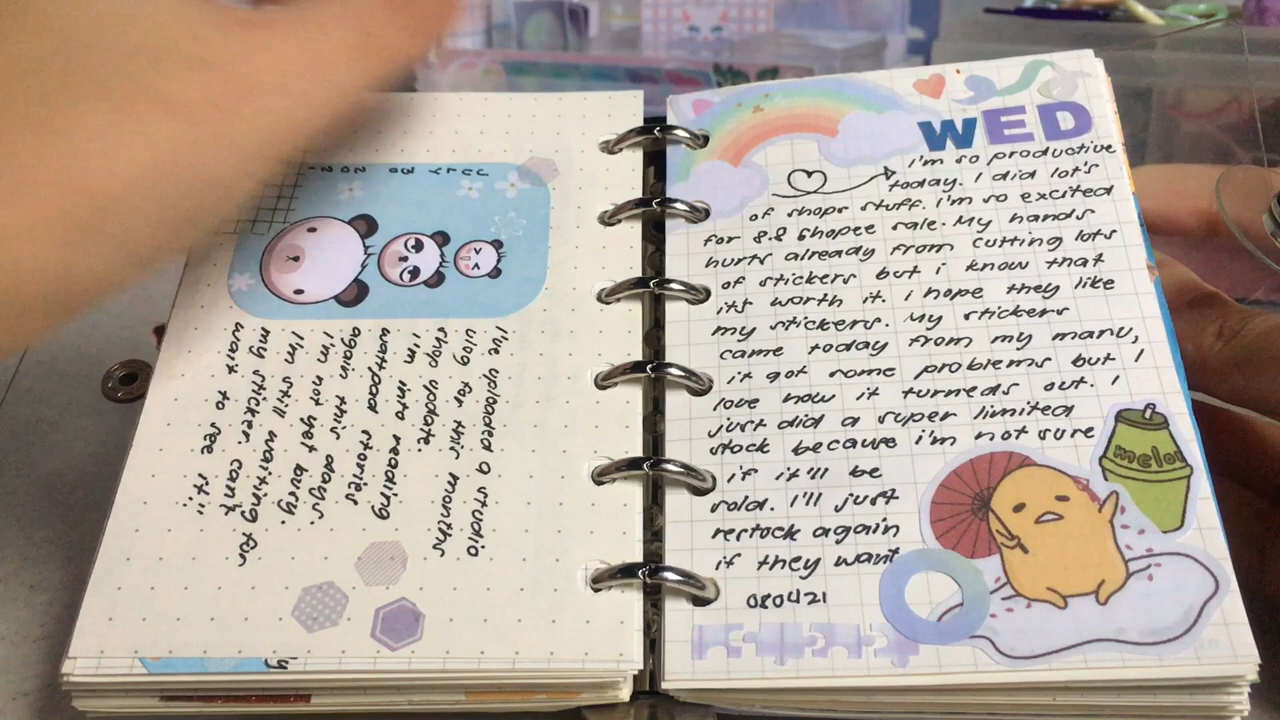 JULY 30 2021
I've uploaded a studio
vlog for this months
shop update.
I'm into reading
wattpad stories
again this days.
I'm not yet busy.
I'm still waiting for
my sticker. can't
wait to see it!!
WED
i'm so productive
today. I did lot's
of shops stuff. i'm so excited
for 8.8 Shopee sale. My hands
hurts already from cutting lots
of stickers but i know that
its worth it. I hope they like
my stickers. My stickers
came today from my manu,
it got some problems but I
love how it turneds out. I
just did a super limited
stock because i'm not sure
if it'll be
sold. I'll just
restock again
if they want
080421
melon